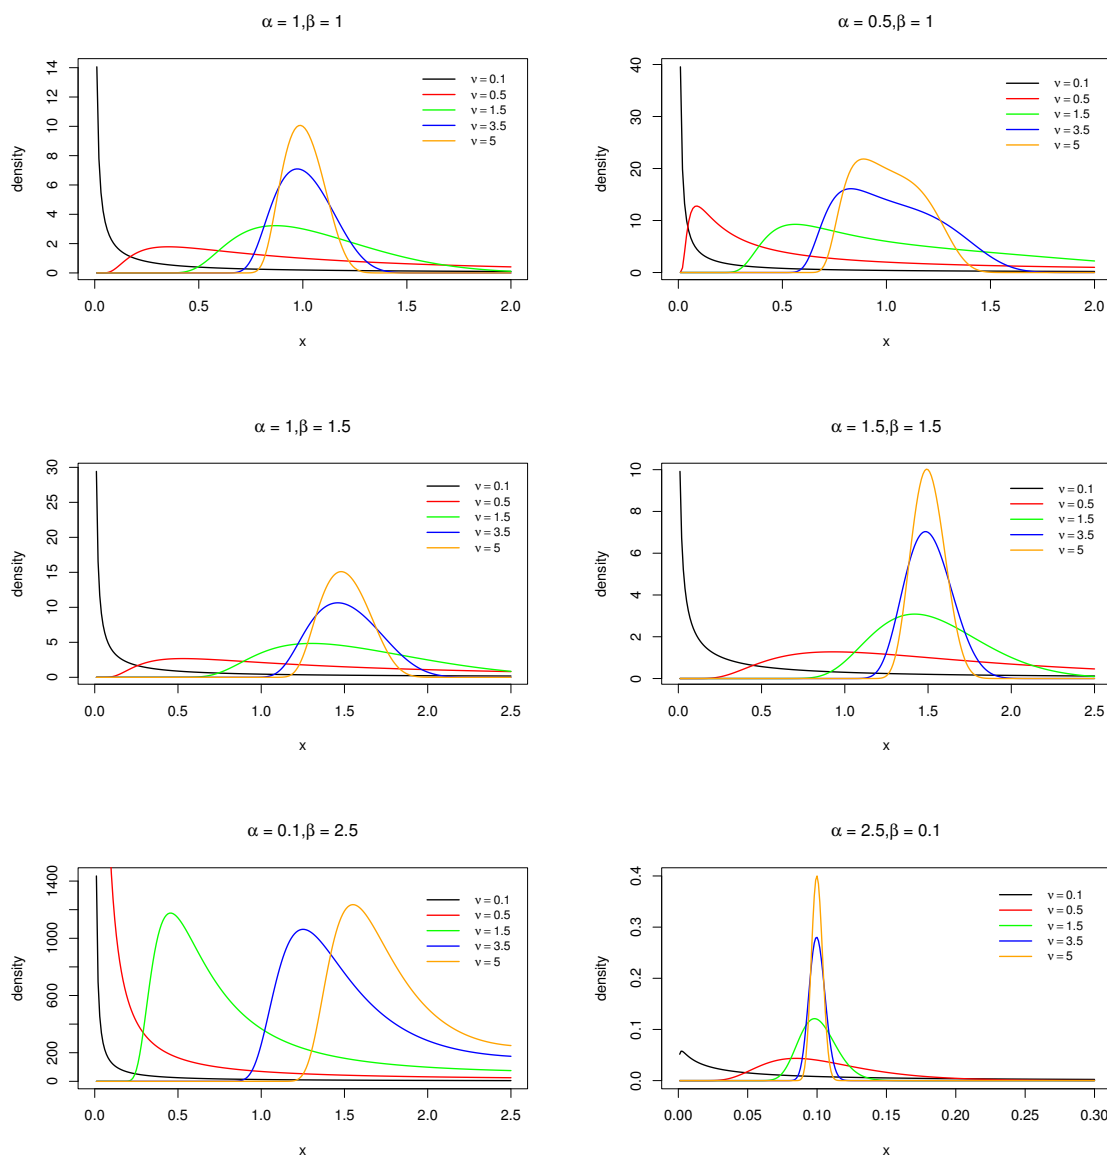 α = 1,β = 1
density
14
12
10
8
6
4
2
0
0.0 0.5 1.0 1.5 2.0
x
ν = 0.1
ν = 0.5
ν = 1.5
ν = 3.5
ν = 5
α = 0.5,β = 1
density
40
30
20
10
0
0.0 0.5 1.0 1.5 2.0
x
ν = 0.1
ν = 0.5
ν = 1.5
ν = 3.5
ν = 5
α = 1,β = 1.5
density
30
25
20
15
10
5
0
0.0 0.5 1.0 1.5 2.0 2.5
x
ν = 0.1
ν = 0.5
ν = 1.5
ν = 3.5
ν = 5
α = 1.5,β = 1.5
density
10
8
6
4
2
0
0.0 0.5 1.0 1.5 2.0 2.5
x
ν = 0.1
ν = 0.5
ν = 1.5
ν = 3.5
ν = 5
α = 0.1,β = 2.5
density
1400
1000
600
400
200
0
0.0 0.5 1.0 1.5 2.0 2.5
x
ν = 0.1
ν = 0.5
ν = 1.5
ν = 3.5
ν = 5
α = 2.5,β = 0.1
density
0.4
0.3
0.2
0.1
0.0
0.00 0.05 0.10 0.15 0.20 0.25 0.30
x
ν = 0.1
ν = 0.5
ν = 1.5
ν = 3.5
ν = 5